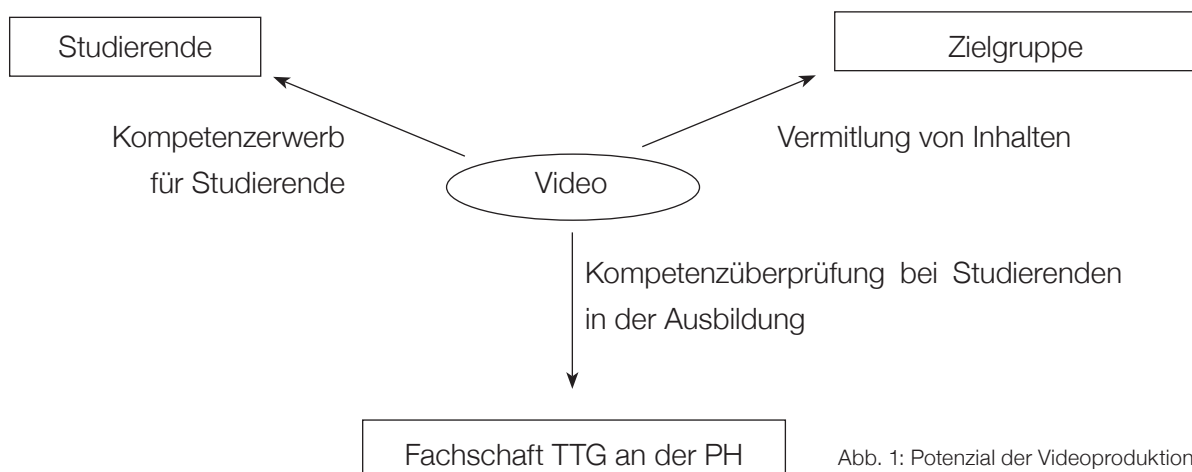 Studierende
Zielgruppe
Kompetenzerwerb
für Studierende
Vermitlung von Inhalten
Video
Kompetenzüberprüfung bei Studierenden
in der Ausbildung
Fachschaft TTG an der PH
Abb. 1: Potenzial der Videoproduktion